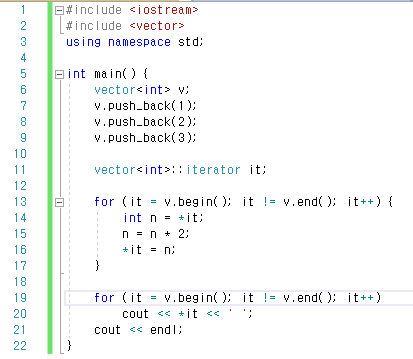 1 #include <iostream>
2 #include <vector>
3 using namespace std;
4
5 int main() {
6 vector<int> v;
7 v.push_back(1);
8 v.push_back(2);
9 v.push_back(3);
10
11 vector<int>::iterator it;
12
13 for (it = v.begin(); it != v.end(); it++) {
14 int n = *it;
15 n = n * 2;
16 *it = n;
17 }
18
19 for (it = v.begin(); it != v.end(); it++)
20 cout << *it << ' ';
21 cout << endl;
22 }